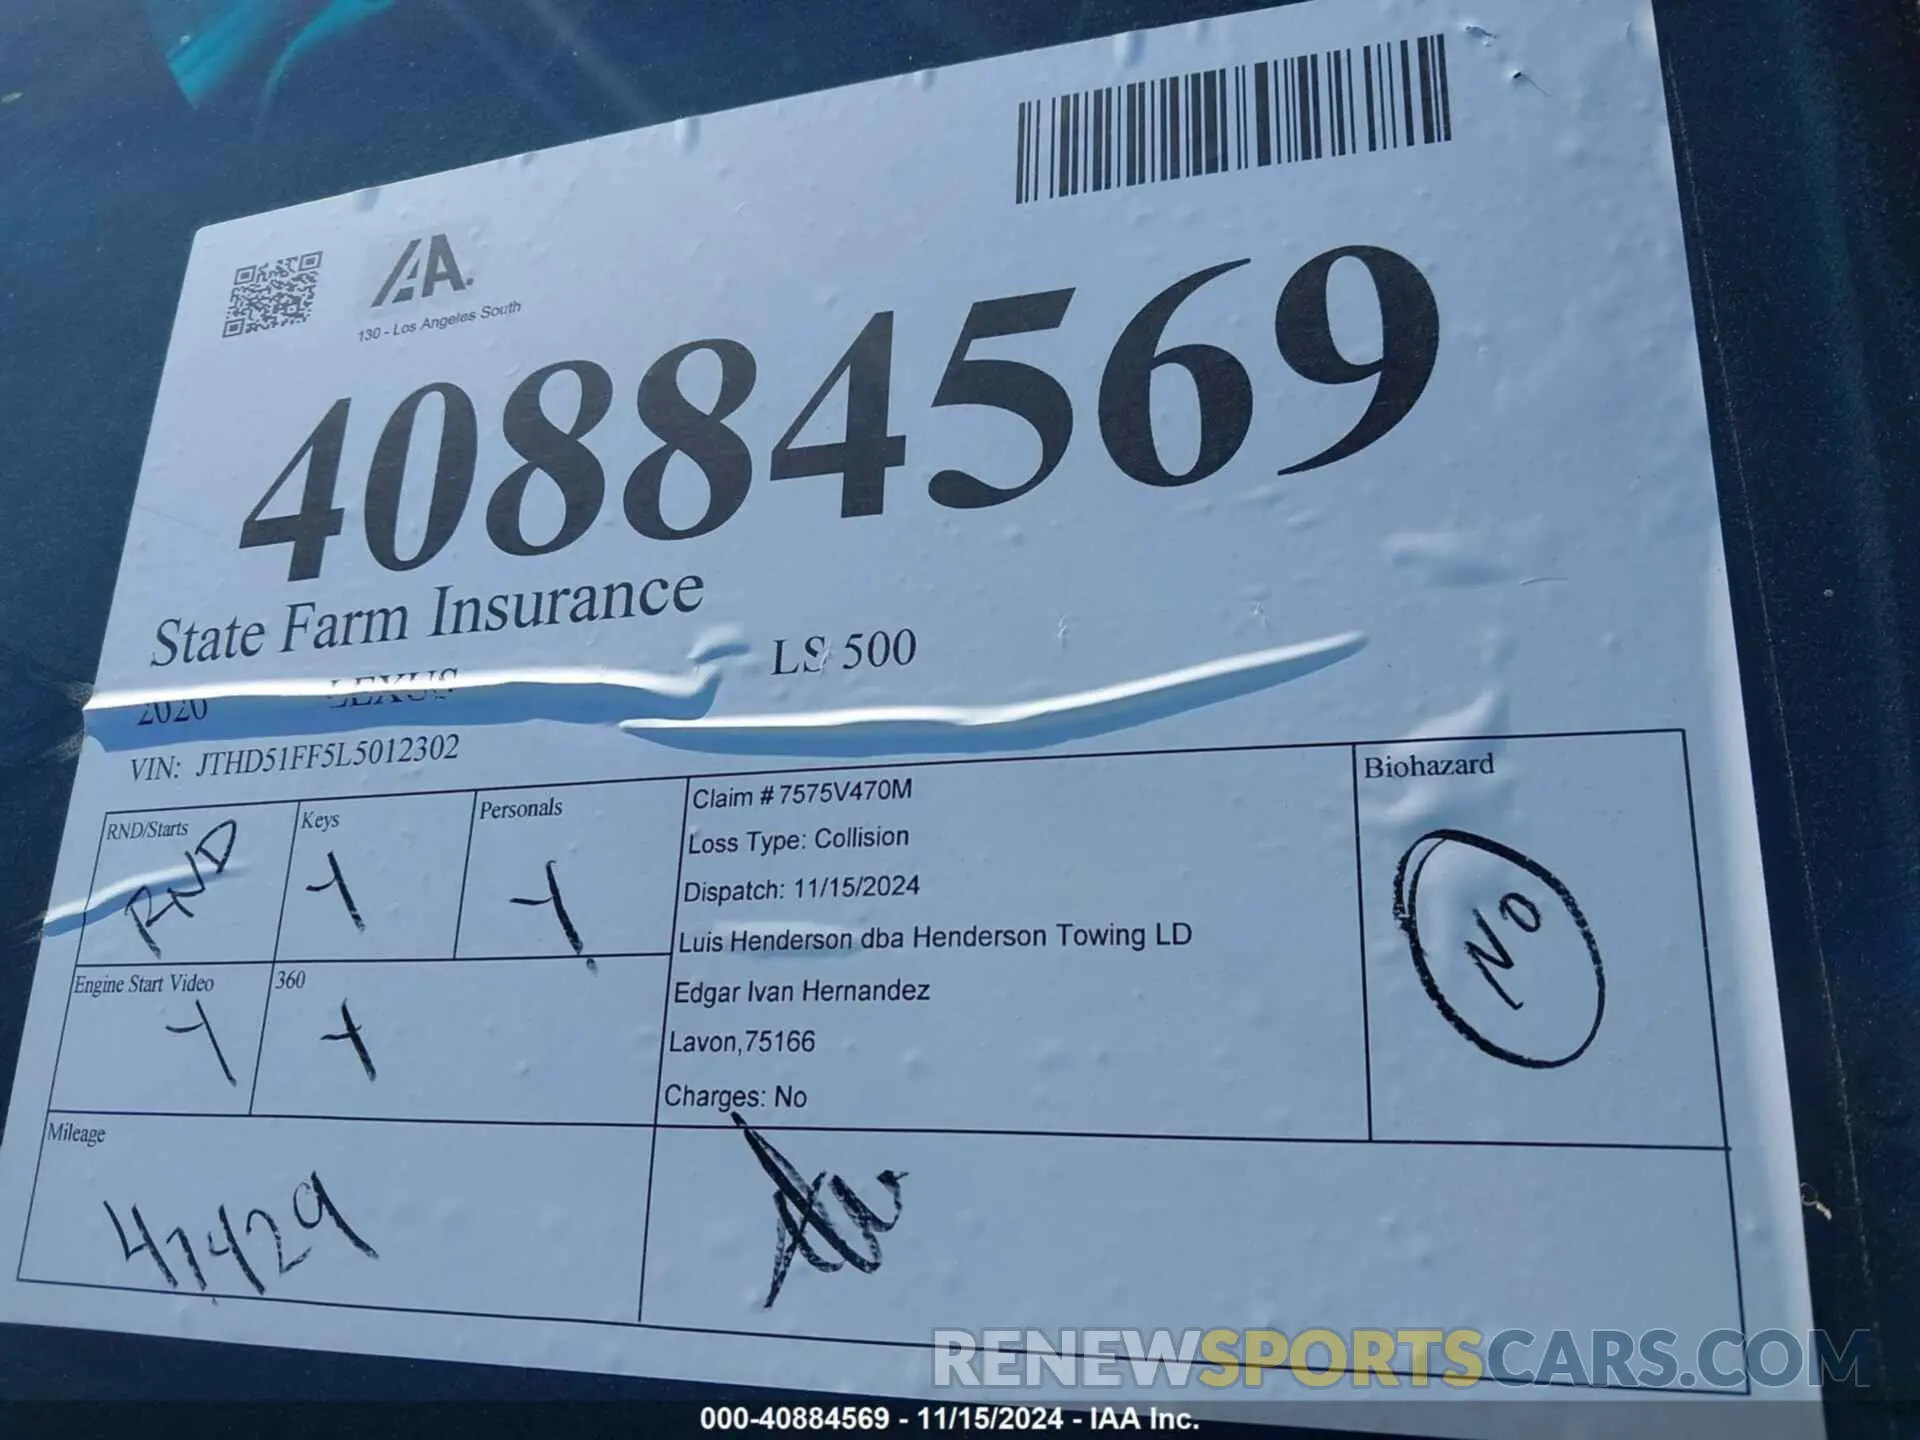 IAA.
130 - Los Angeles South
40884569
State Farm Insurance
2020 LEXUS LS 500
VIN: JTHD51FF5L5012302
RND/Starts
RND
Keys
Y
Personals
Y
Claim # 7575V470M
Loss Type: Collision
Dispatch: 11/15/2024
Luis Henderson dba Henderson Towing LD
Edgar Ivan Hernandez
Lavon,75166
Charges: No
Biohazard
NO
Engine Start Video
Y
360
Y
Mileage
RENEWSPORTSCARS.COM
000-40884569 - 11/15/2024 - IAA Inc.